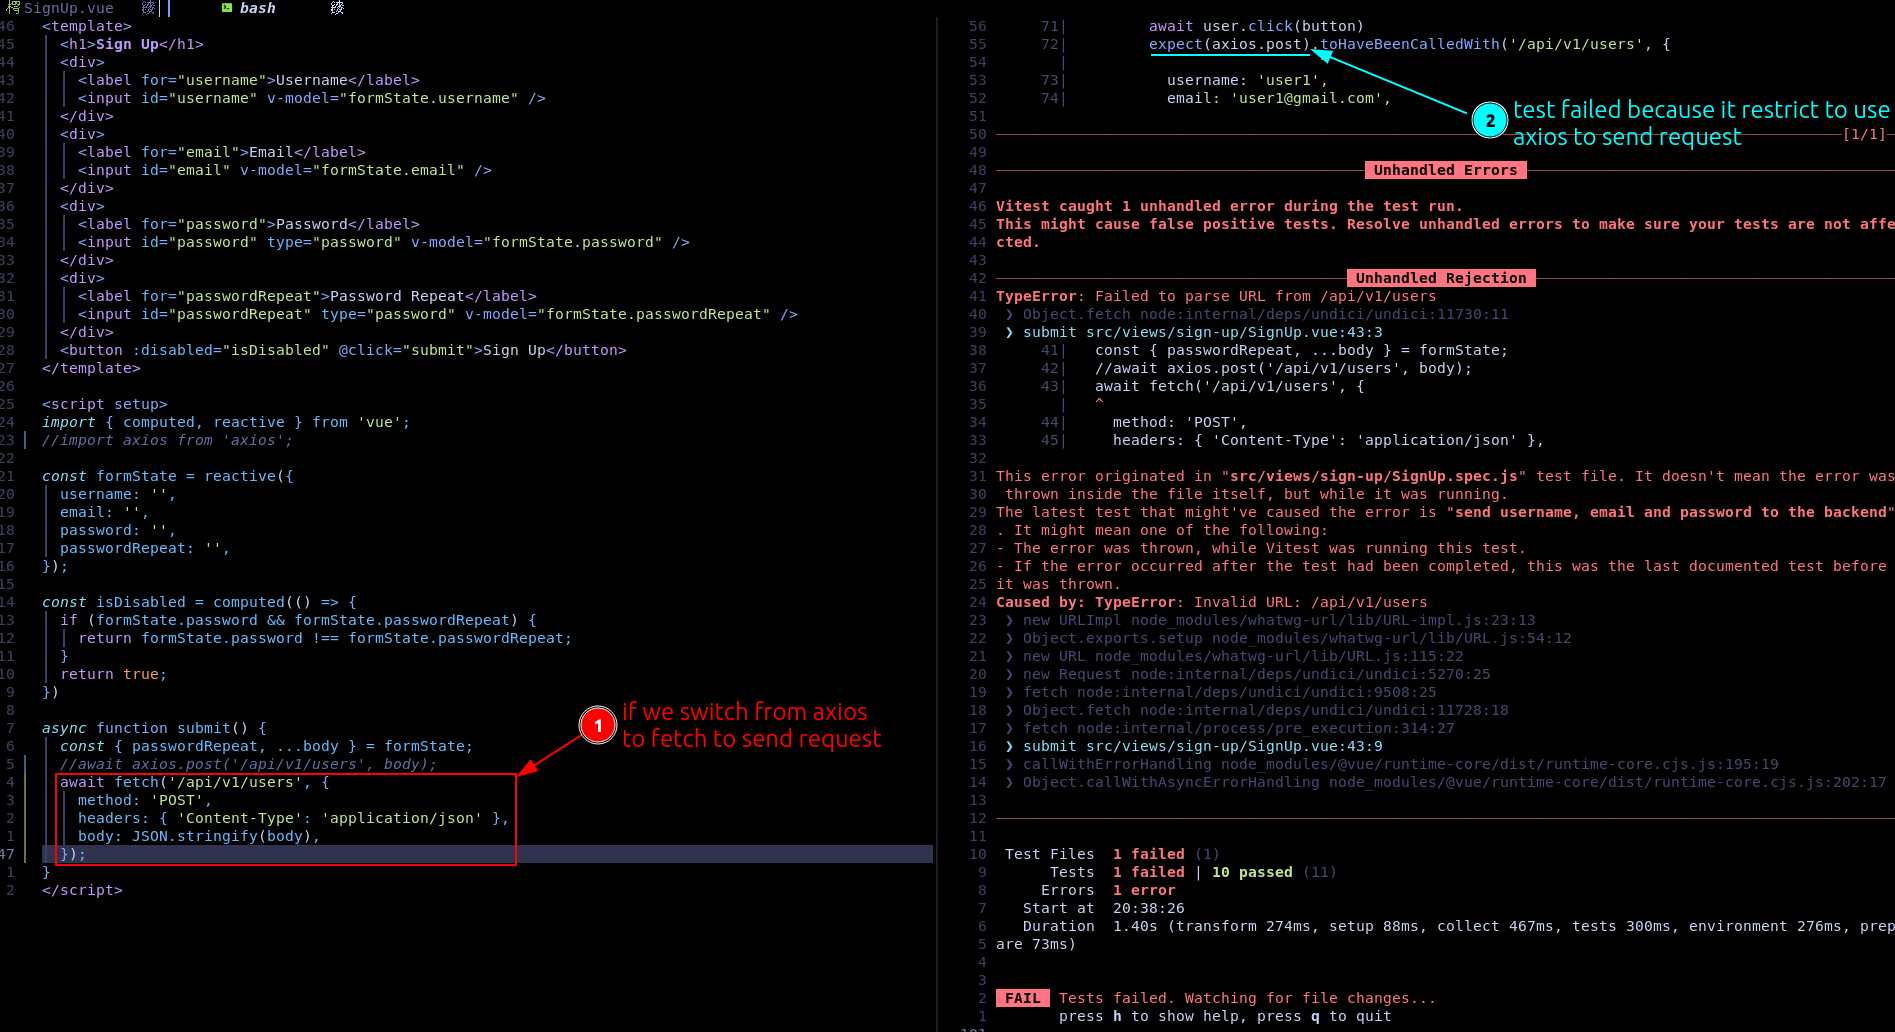 SignUp.vue bash
46 <template>
45 <h1>Sign Up</h1>
44 <div>
43 <label for="username">Username</label>
42 <input id="username" v-model="formState.username" />
41 </div>
40 <div>
39 <label for="email">Email</label>
38 <input id="email" v-model="formState.email" />
37 </div>
36 <div>
35 <label for="password">Password</label>
34 <input id="password" type="password" v-model="formState.password" />
33 </div>
32 <div>
31 <label for="passwordRepeat">Password Repeat</label>
30 <input id="passwordRepeat" type="password" v-model="formState.passwordRepeat" />
29 </div>
28 <button :disabled="isDisabled" @click="submit">Sign Up</button>
27 </template>
26
25 <script setup>
24 import { computed, reactive } from 'vue';
23 //import axios from 'axios';
22
21 const formState = reactive({
20 username: '',
19 email: '',
18 password: '',
17 passwordRepeat: '',
16 });
15
14 const isDisabled = computed(() => {
13 if (formState.password && formState.passwordRepeat) {
12 return formState.password !== formState.passwordRepeat;
11 }
10 return true;
9 })
8
7 async function submit() {
6 const { passwordRepeat, ...body } = formState;
5 //await axios.post('/api/v1/users', body);
4 await fetch('/api/v1/users', {
3 method: 'POST',
2 headers: { 'Content-Type': 'application/json' },
1 body: JSON.stringify(body),
47 });
1 }
2 </script>
1 if we switch from axios
to fetch to send request
56 71| await user.click(button)
55 72| expect(axios.post).toHaveBeenCalledWith('/api/v1/users', {
54 |
53 73| username: 'user1',
52 74| email: 'user1@gmail.com',
2 test failed because it restrict to use
axios to send request
51
50 [1/1]
49
48 Unhandled Errors
47
46 Vitest caught 1 unhandled error during the test run.
45 This might cause false positive tests. Resolve unhandled errors to make sure your tests are not affe
44 cted.
43
42 Unhandled Rejection
41 TypeError: Failed to parse URL from /api/v1/users
40 ❯ Object.fetch node:internal/deps/undici/undici:11730:11
39 ❯ submit src/views/sign-up/SignUp.vue:43:3
38 41| const { passwordRepeat, ...body } = formState;
37 42| //await axios.post('/api/v1/users', body);
36 43| await fetch('/api/v1/users', {
35 | ^
34 44| method: 'POST',
33 45| headers: { 'Content-Type': 'application/json' },
32
31 This error originated in "src/views/sign-up/SignUp.spec.js" test file. It doesn't mean the error was
30 thrown inside the file itself, but while it was running.
29 The latest test that might've caused the error is "send username, email and password to the backend"
28 . It might mean one of the following:
27 - The error was thrown, while Vitest was running this test.
26 - If the error occurred after the test had been completed, this was the last documented test before
25 it was thrown.
24 Caused by: TypeError: Invalid URL: /api/v1/users
23 ❯ new URLImpl node_modules/whatwg-url/lib/URL-impl.js:23:13
22 ❯ Object.exports.setup node_modules/whatwg-url/lib/URL.js:54:12
21 ❯ new URL node_modules/whatwg-url/lib/URL.js:115:22
20 ❯ new Request node:internal/deps/undici/undici:5270:25
19 ❯ fetch node:internal/deps/undici/undici:9508:25
18 ❯ Object.fetch node:internal/deps/undici/undici:11728:18
17 ❯ fetch node:internal/process/pre_execution:314:27
16 ❯ submit src/views/sign-up/SignUp.vue:43:9
15 ❯ callWithErrorHandling node_modules/@vue/runtime-core/dist/runtime-core.cjs.js:195:19
14 ❯ Object.callWithAsyncErrorHandling node_modules/@vue/runtime-core/dist/runtime-core.cjs.js:202:17
13
12
11
10 Test Files 1 failed (1)
9 Tests 1 failed | 10 passed (11)
8 Errors 1 error
7 Start at 20:38:26
6 Duration 1.40s (transform 274ms, setup 88ms, collect 467ms, tests 300ms, environment 276ms, prep
5 are 73ms)
4
3
2 FAIL Tests failed. Watching for file changes...
1 press h to show help, press q to quit